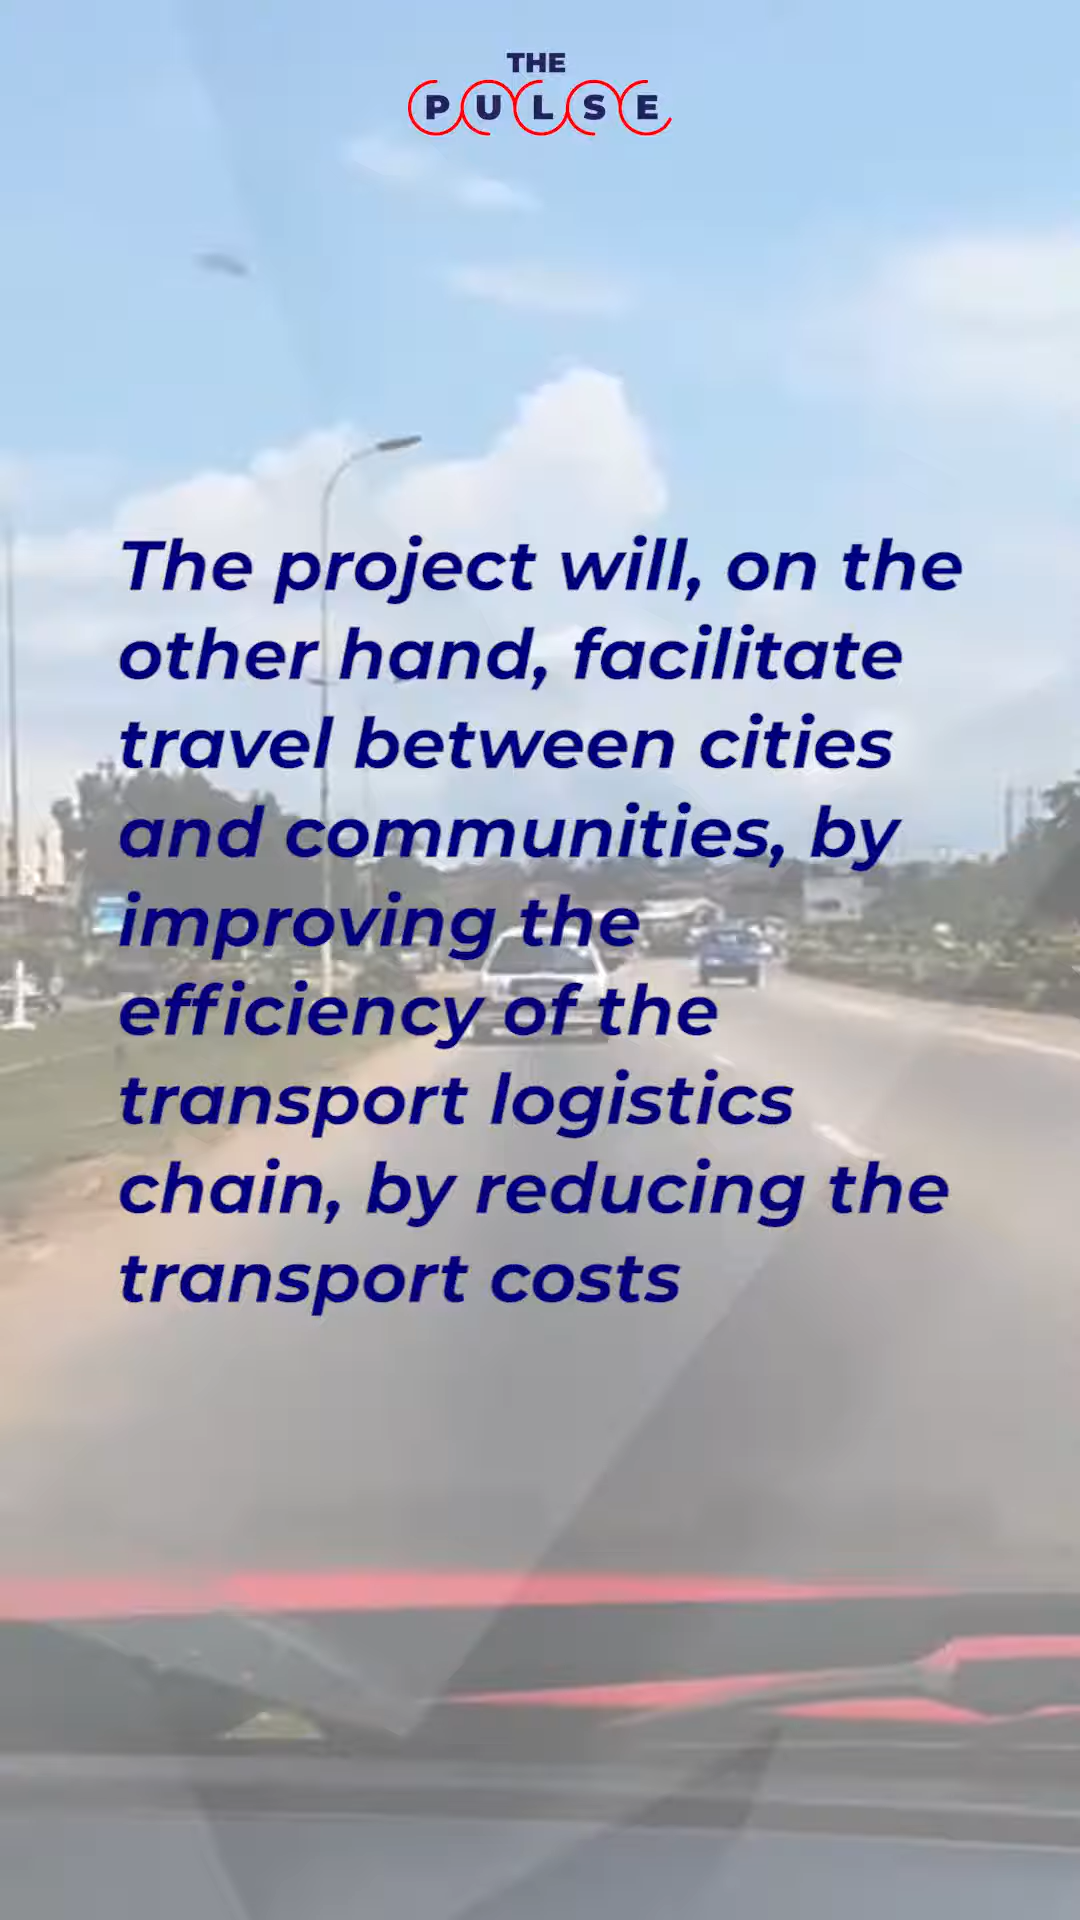 THE
PULSE
The project will, on the
other hand, facilitate
travel between cities
and communities, by
improving the
efficiency of the
transport logistics
chain, by reducing the
transport costs